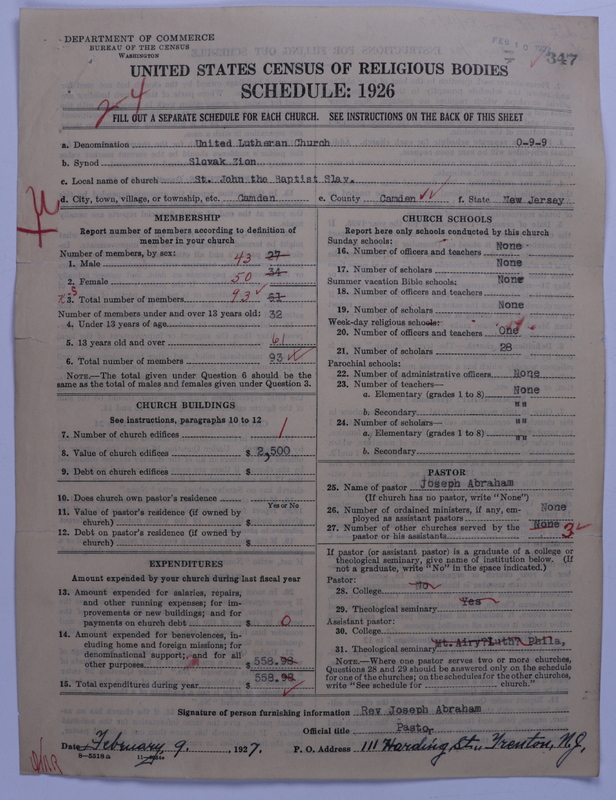 DEPARTMENT OF COMMERCE
BUREAU OF THE CENSUS
WASHINGTON
FEB 10
347
UNITED STATES CENSUS OF RELIGIOUS BODIES
SCHEDULE: 1926
24
FILL OUT A SEPARATE SCHEDULE FOR EACH CHURCH. SEE INSTRUCTIONS ON THE BACK OF THIS SHEET
a. Denomination United Lutheran Church 0-9-9
b. Synod Slovak Zion
c. Local name of church St. John the Baptist Slav.
d. City, town, village, or township, etc. Camden e. County Camden f. State New Jersey
MEMBERSHIP
Report number of members according to definition of
member in your church
Number of members, by sex:
1. Male 43 27
2. Female 50 34
3. Total number of members 93 61
Number of members under and over 13 years old:
4. Under 13 years of age 32
5. 13 years old and over 61
6. Total number of members 93
NOTE.—The total given under Question 6 should be the
same as the total of males and females given under Question 3.
CHURCH BUILDINGS
See instructions, paragraphs 10 to 12
7. Number of church edifices 1
8. Value of church edifices $ 2,500
9. Debt on church edifices $
10. Does church own pastor's residence
Yes or No
11. Value of pastor's residence (if owned by
church) $
12. Debt on pastor's residence (if owned by
church) $
EXPENDITURES
Amount expended by your church during last fiscal year
13. Amount expended for salaries, repairs,
and other running expense; for im-
provements or new buildings; and for
payments on church debt $ 0
14. Amount expended for benevolences, in-
cluding home and foreign missions; for
denominational support; and for all
other purposes $ 558.98
15. Total expenditures during year $ 558.98
CHURCH SCHOOLS
Report here only schools conducted by this church
Sunday schools:
16. Number of officers and teachers None
17. Number of scholars None
Summer vacation Bible schools:
18. Number of officers and teachers None
19. Number of scholars None
Week-day religious schools:
20. Number of officers and teachers One
21. Number of scholars 28
Parochial schools:
22. Number of administrative officers None
23. Number of teachers—
a. Elementary (grades 1 to 8) None
b. Secondary " "
24. Number of scholars—
a. Elementary (grades 1 to 8) " "
b. Secondary " "
PASTOR
25. Name of pastor Joseph Abraham
(If church has no pastor, write "None")
26. Number of ordained ministers, if any, em-
ployed as assistant pastors None
27. Number of other churches served by the
pastor or his assistants None 3
If pastor (or assistant pastor) is a graduate of a college or
theological seminary, give name of institution below. (If
not a graduate, write "No" in the space indicated.)
Pastor:
28. College No
29. Theological seminary Yes
Assistant pastor:
30. College
31. Theological seminary Mt. Airy?Luth? Phila,
NOTE.—Where one pastor serves two or more churches,
Questions 28 and 29 should be answered only on the schedule
for one of the churches; on the schedules for the other churches,
write "See schedule for church."
Signature of person furnishing information Rev Joseph Abraham
Official title Pastor
Date February 9, 1927. P. O. Address 111 Harding St., Trenton, N.J.
8—5518a